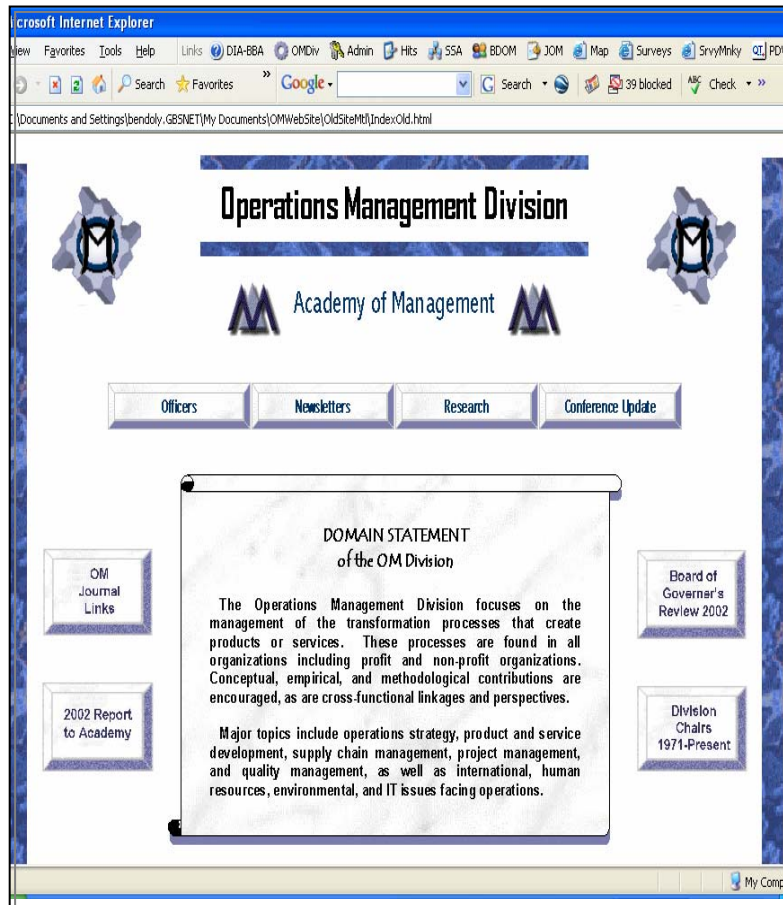 icrosoft Internet Explorer
View Favorites Tools Help Links DIA-BBA OMDiv Admin Hits SSA BDOM JOM Map Surveys SrvyMnky QT PD
Search Favorites » Google Search 39 blocked ABC Check »
\Documents and Settings\bendoly.GBSNET\My Documents\OMWebSite\OldSiteMtl\IndexOld.html
Operations Management Division
Academy of Management
Officers Newsletters Research Conference Update
DOMAIN STATEMENT
of the OM Division
The Operations Management Division focuses on the
management of the transformation processes that create
products or services. These processes are found in all
organizations including profit and non-profit organizations.
Conceptual, empirical, and methodological contributions are
encouraged, as are cross-functional linkages and perspectives.
Major topics include operations strategy, product and service
development, supply chain management, project management,
and quality management, as well as international, human
resources, environmental, and IT issues facing operations.
OM
Journal
Links
2002 Report
to Academy
Board of
Governer's
Review 2002
Division
Chairs
1971-Present
My Comp